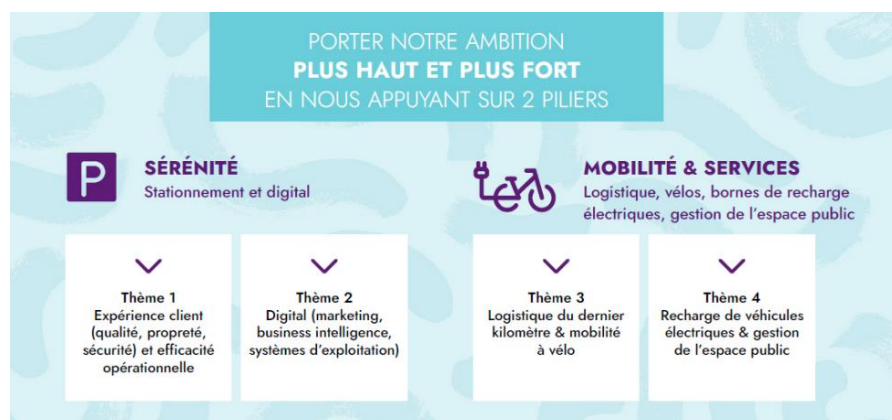 PORTER NOTRE AMBITION
PLUS HAUT ET PLUS FORT
EN NOUS APPUYANT SUR 2 PILIERS
P
SÉRÉNITÉ
Stationnement et digital
MOBILITÉ & SERVICES
Logistique, vélos, bornes de recharge
électriques, gestion de l’espace public
Thème 1
Expérience client
(qualité, propreté,
sécurité) et efficacité
opérationnelle
Thème 2
Digital (marketing,
business intelligence,
systèmes d’exploitation)
Thème 3
Logistique du dernier
kilomètre & mobilité
à vélo
Thème 4
Recharge de véhicules
électriques & gestion
de l’espace public